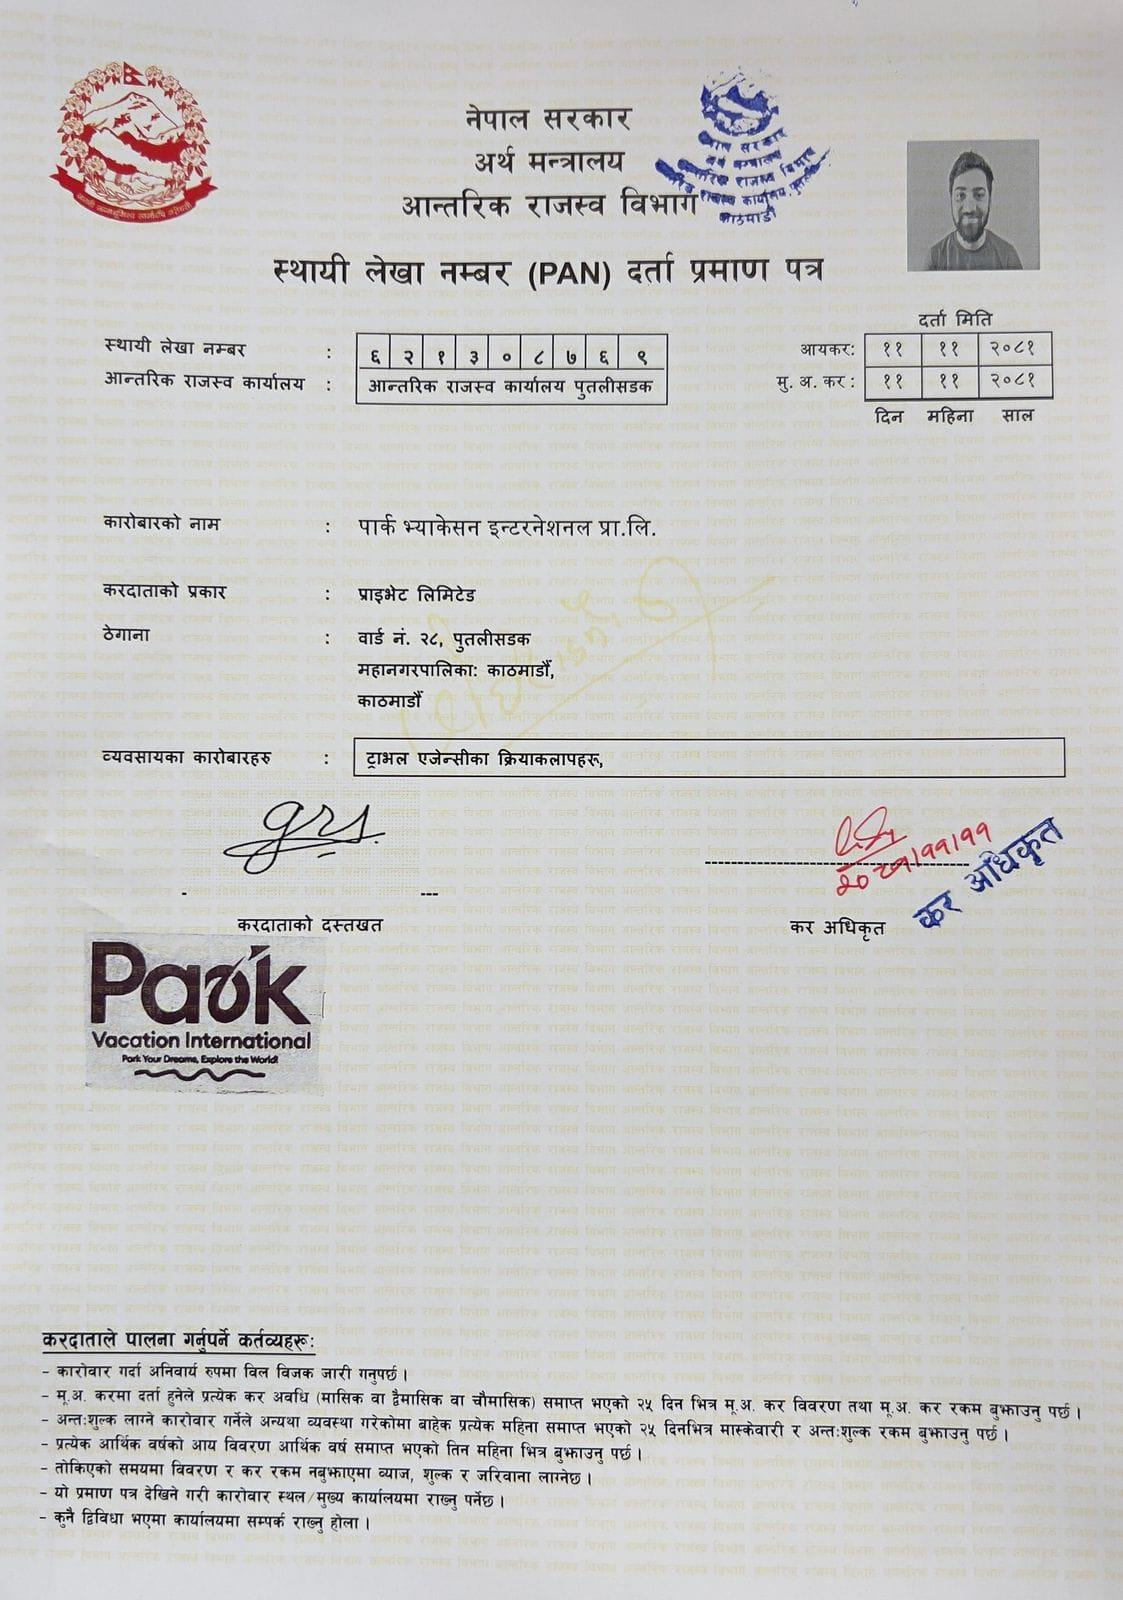 नेपाल सरकार
अर्थ मन्त्रालय
आन्तरिक राजस्व विभाग
स्थायी लेखा नम्बर (PAN) दर्ता प्रमाण पत्र
दर्ता मिति
स्थायी लेखा नम्बर : ६ २ १ ३ ० ८ ७ ६ ९
आयकर: ११ ११ २०८१
आन्तरिक राजस्व कार्यालय : आन्तरिक राजस्व कार्यालय पुतलीसडक
मु. अ. कर : ११ ११ २०८१
दिन महिना साल
कारोबारको नाम : पार्क भ्याकेसन इन्टरनेशनल प्रा.लि.
करदाताको प्रकार : प्राइभेट लिमिटेड
ठेगाना : वार्ड नं. २८, पुतलीसडक
महानगरपालिका: काठमाडौं,
काठमाडौं
व्यवसायका कारोबारहरु : ट्राभल एजेन्सीका क्रियाकलापहरू,
२०८१/११/११
कर अधिकृत
करदाताको दस्तखत
कर अधिकृत
Park
Vacation International
Park Your Dreams, Explore the World!
करदाताले पालना गर्नुपर्ने कर्तव्यहरू:
- कारोवार गर्दा अनिवार्य रुपमा विल विजक जारी गनुपर्छ ।
- मू.अ. करमा दर्ता हुनेले प्रत्येक कर अवधि (मासिक वा द्वैमासिक वा चौमासिक) समाप्त भएको २५ दिन भित्र मू.अ. कर विवरण तथा मू.अ. कर रकम बुझाउनु पर्छ ।
- अन्तःशुल्क लाग्ने कारोवार गर्नेले अन्यथा व्यवस्था गरेकोमा बाहेक प्रत्येक महिना समाप्त भएको २५ दिनभित्र मास्केवारी र अन्तःशुल्क रकम बुझाउनु पर्छ ।
- प्रत्येक आर्थिक वर्षको आय विवरण आर्थिक वर्ष समाप्त भएको तिन महिना भित्र बुझाउनु पर्छ ।
- तोकिएको समयमा विवरण र कर रकम नबुझाएमा व्याज, शुल्क र जरिवाना लाग्नेछ ।
- यो प्रमाण पत्र देखिने गरी कारोवार स्थल/मुख्य कार्यालयमा राख्नु पर्नेछ ।
- कुनै द्विविधा भएमा कार्यालयमा सम्पर्क राख्नु होला ।